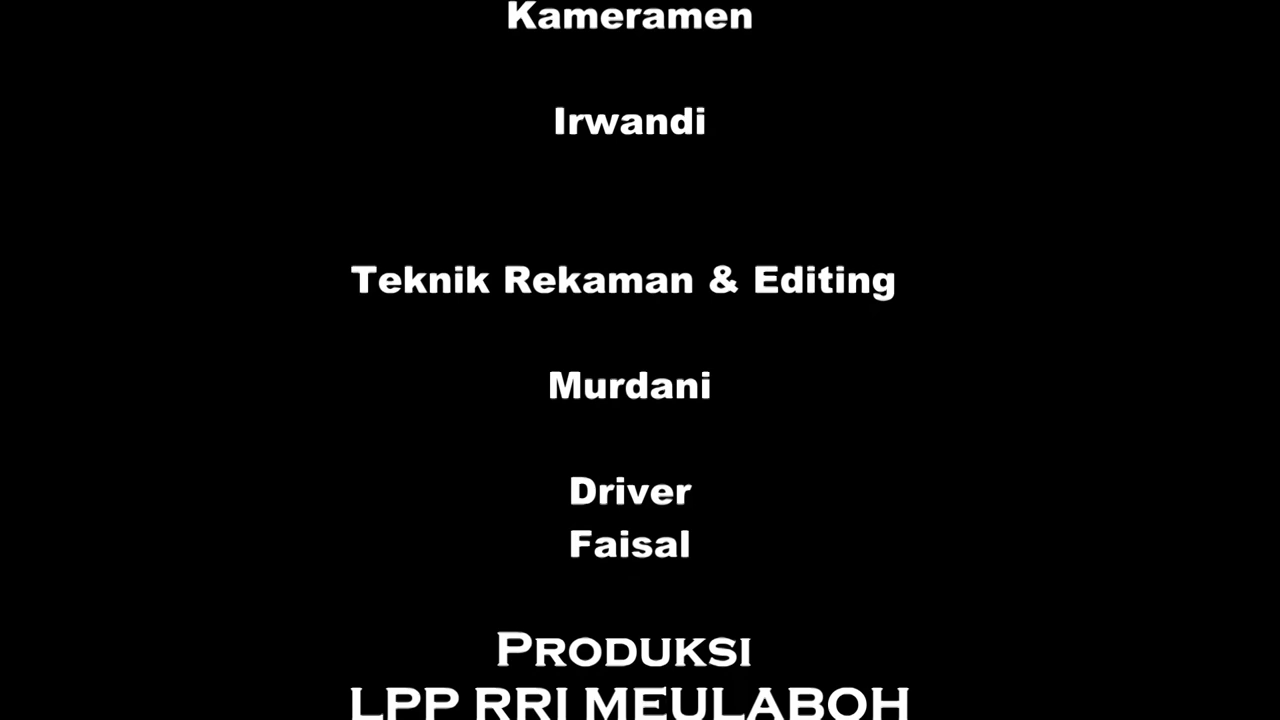 Kameramen
Irwandi
Teknik Rekaman & Editing
Murdani
Driver
Faisal
PRODUKSI
LPP RRI MEULABOH